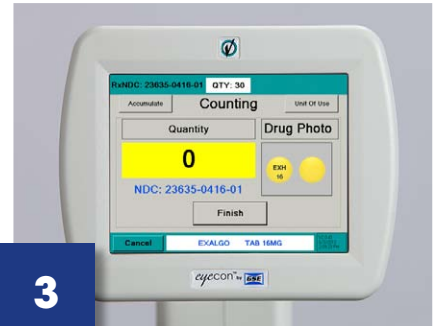 RxNDC: 23635-0416-01 QTY: 30
Accumulate Counting Unit Of Use
Quantity Drug Photo
0
EXH
16
NDC: 23635-0416-01
Finish
Cancel EXALGO TAB 16MG
eyecon
GSE
3